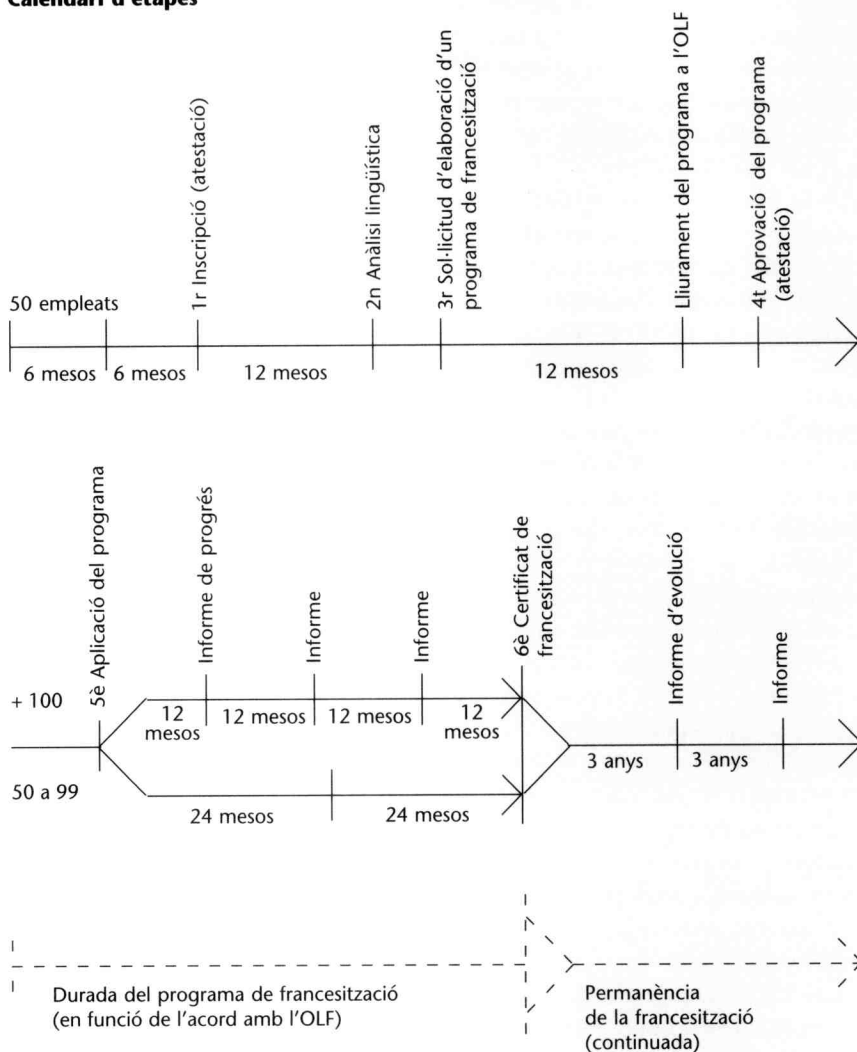 Calendari d'etapes
1r Inscripció (atestació)
2n Anàlisi lingüística
3r Sol·licitud d'elaboració d'un
programa de francesització
Lliurament del programa a l'OLF
4t Aprovació del programa
(atestació)
50 empleats
6 mesos
6 mesos
12 mesos
12 mesos
5è Aplicació del programa
Informe de progrés
Informe
Informe
6è Certificat de
francesització
Informe d'evolució
Informe
+ 100
12
mesos
12 mesos
12 mesos
12
mesos
3 anys
3 anys
50 a 99
24 mesos
24 mesos
Durada del programa de francesització
(en funció de l'acord amb l'OLF)
Permanència
de la francesització
(continuada)